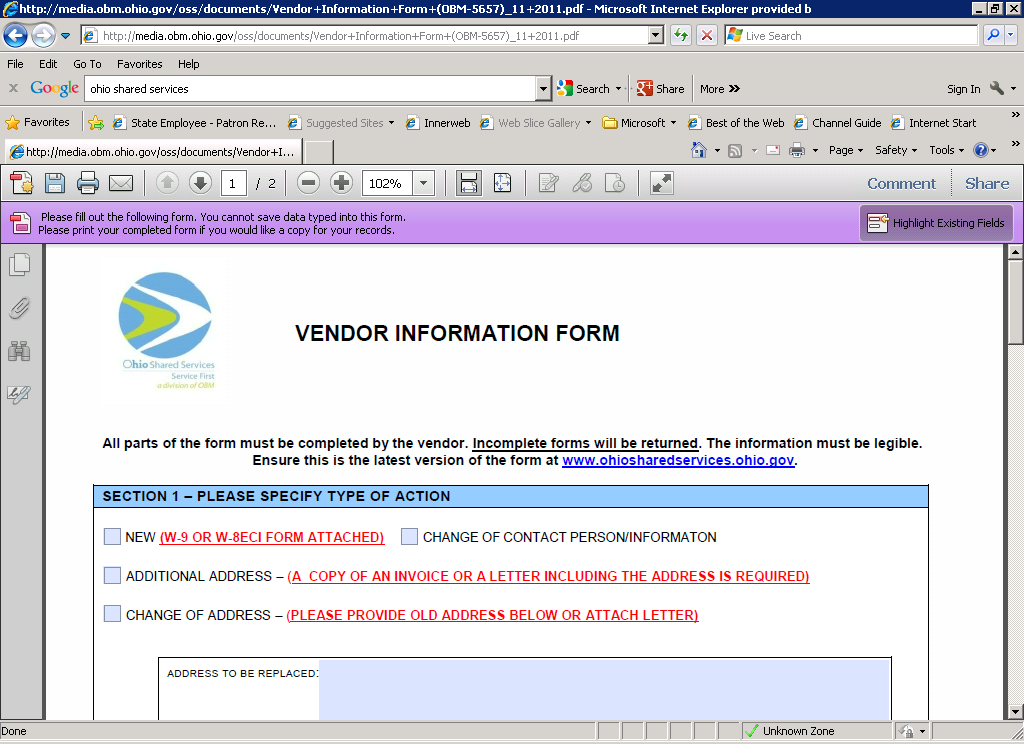 http://media.obm.ohio.gov/oss/documents/Vendor+Information+Form+(OBM-5657)_11+2011.pdf - Microsoft Internet Explorer provided b
http://media.obm.ohio.gov/oss/documents/Vendor+Information+Form+(OBM-5657)_11+2011.pdf
Live Search
File Edit Go To Favorites Help
Google ohio shared services Search Share More » Sign In
Favorites State Employee - Patron Re... Suggested Sites Innerweb Web Slice Gallery Microsoft Best of the Web Channel Guide Internet Start »
http://media.obm.ohio.gov/oss/documents/Vendor+I... Page Safety Tools »
1 / 2 102% Comment Share
Please fill out the following form. You cannot save data typed into this form.
Please print your completed form if you would like a copy for your records.
Highlight Existing Fields
Ohio Shared Services
Service First
a division of OBM
VENDOR INFORMATION FORM
All parts of the form must be completed by the vendor. Incomplete forms will be returned. The information must be legible.
Ensure this is the latest version of the form at www.ohiosharedservices.ohio.gov.
SECTION 1 – PLEASE SPECIFY TYPE OF ACTION
NEW (W-9 OR W-8ECI FORM ATTACHED) CHANGE OF CONTACT PERSON/INFORMATON
ADDITIONAL ADDRESS – (A COPY OF AN INVOICE OR A LETTER INCLUDING THE ADDRESS IS REQUIRED)
CHANGE OF ADDRESS – (PLEASE PROVIDE OLD ADDRESS BELOW OR ATTACH LETTER)
ADDRESS TO BE REPLACED:
Done Unknown Zone